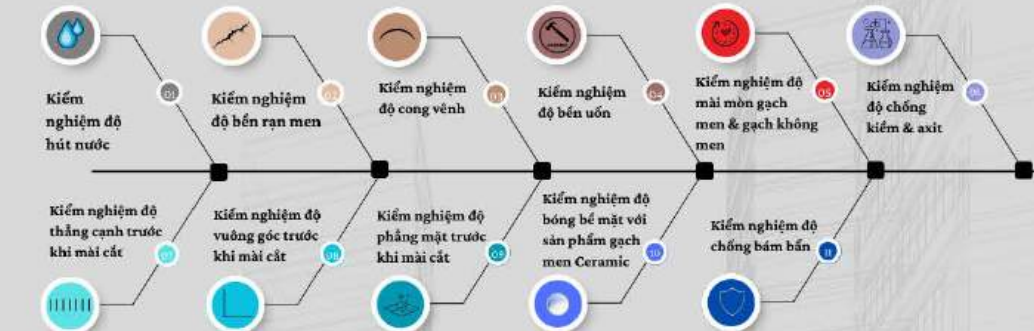 01
Kiểm
nghiệm độ
hút nước
02
Kiểm nghiệm
độ bền rạn men
03
Kiểm nghiệm
độ cong vênh
04
Kiểm nghiệm
độ bền uốn
05
Kiểm nghiệm độ
mài mòn gạch
men & gạch không
men
06
Kiểm nghiệm
độ chống
kiềm & axit
07
Kiểm nghiệm độ
thẳng cạnh trước
khi mài cắt
08
Kiểm nghiệm độ
vuông góc trước
khi mài cắt
09
Kiểm nghiệm độ
phẳng mặt trước
khi mài cắt
10
Kiểm nghiệm độ
bóng bề mặt với
sản phẩm gạch
men Ceramic
11
Kiểm nghiệm độ
chống bám bẩn